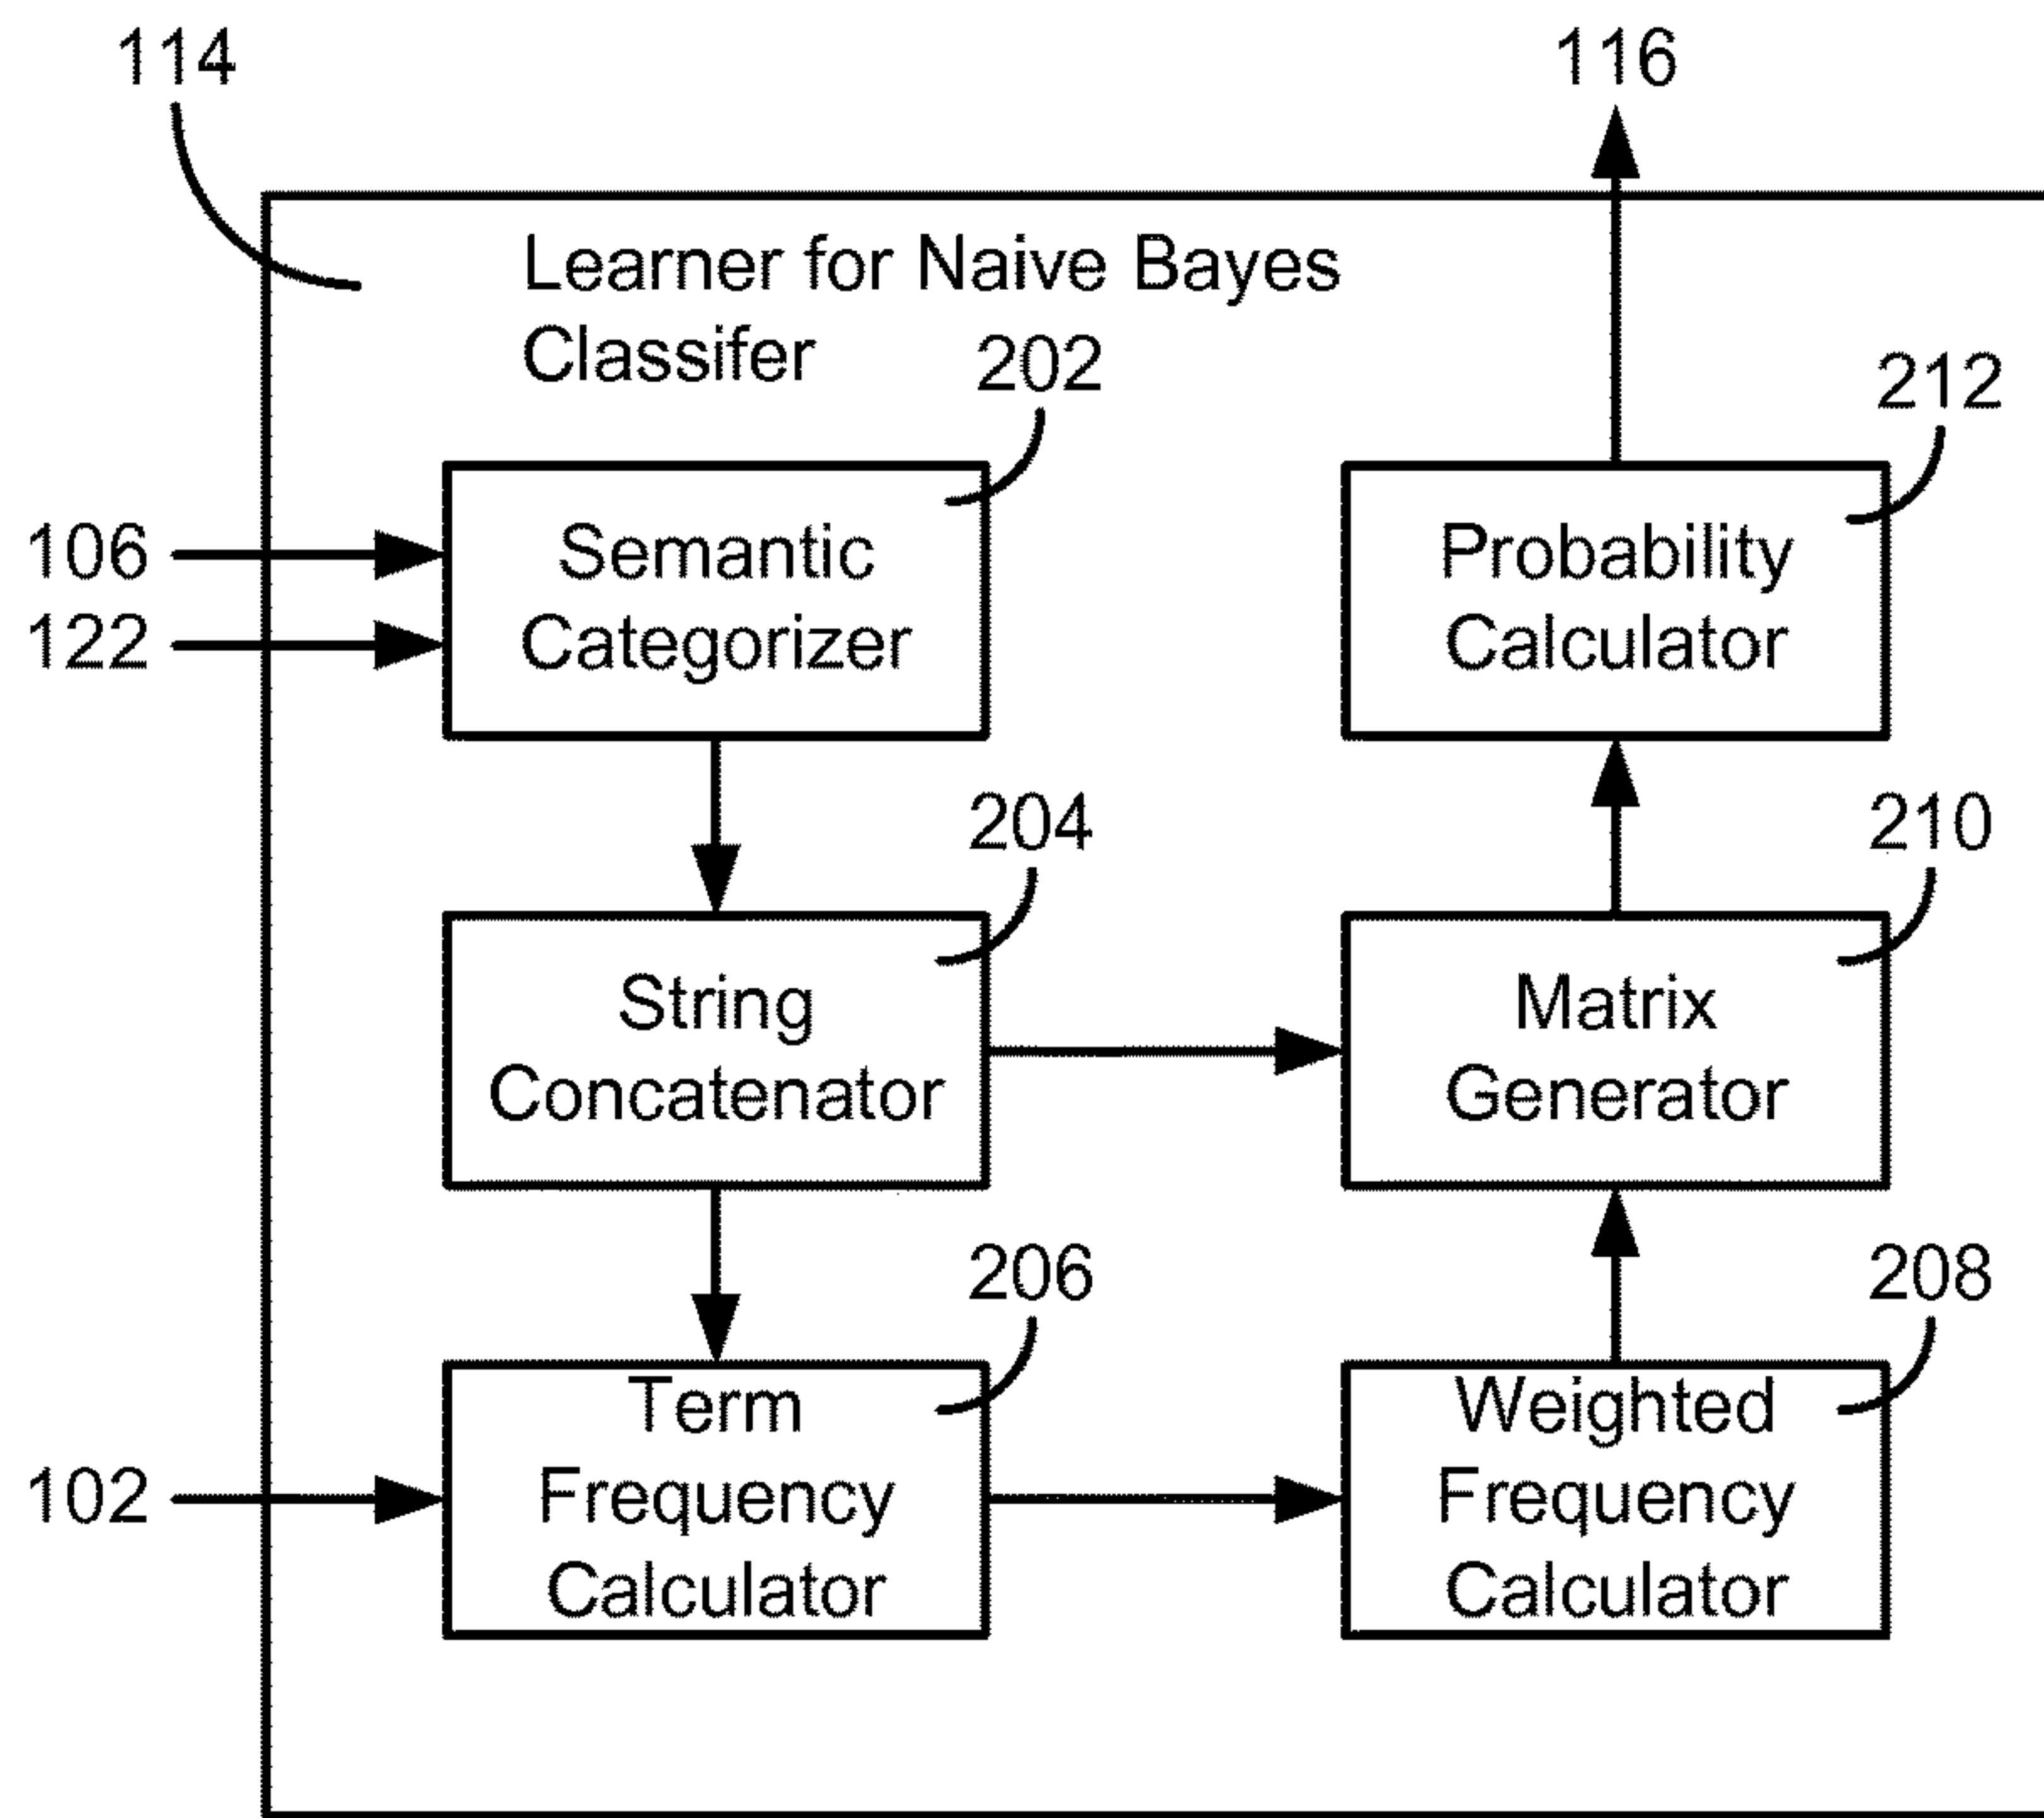 114
116
Learner for Naive Bayes
Classifer
202
212
106
122
Semantic
Categorizer
Probability
Calculator
204
210
String
Concatenator
Matrix
Generator
206
208
102
Term
Frequency
Calculator
Weighted
Frequency
Calculator